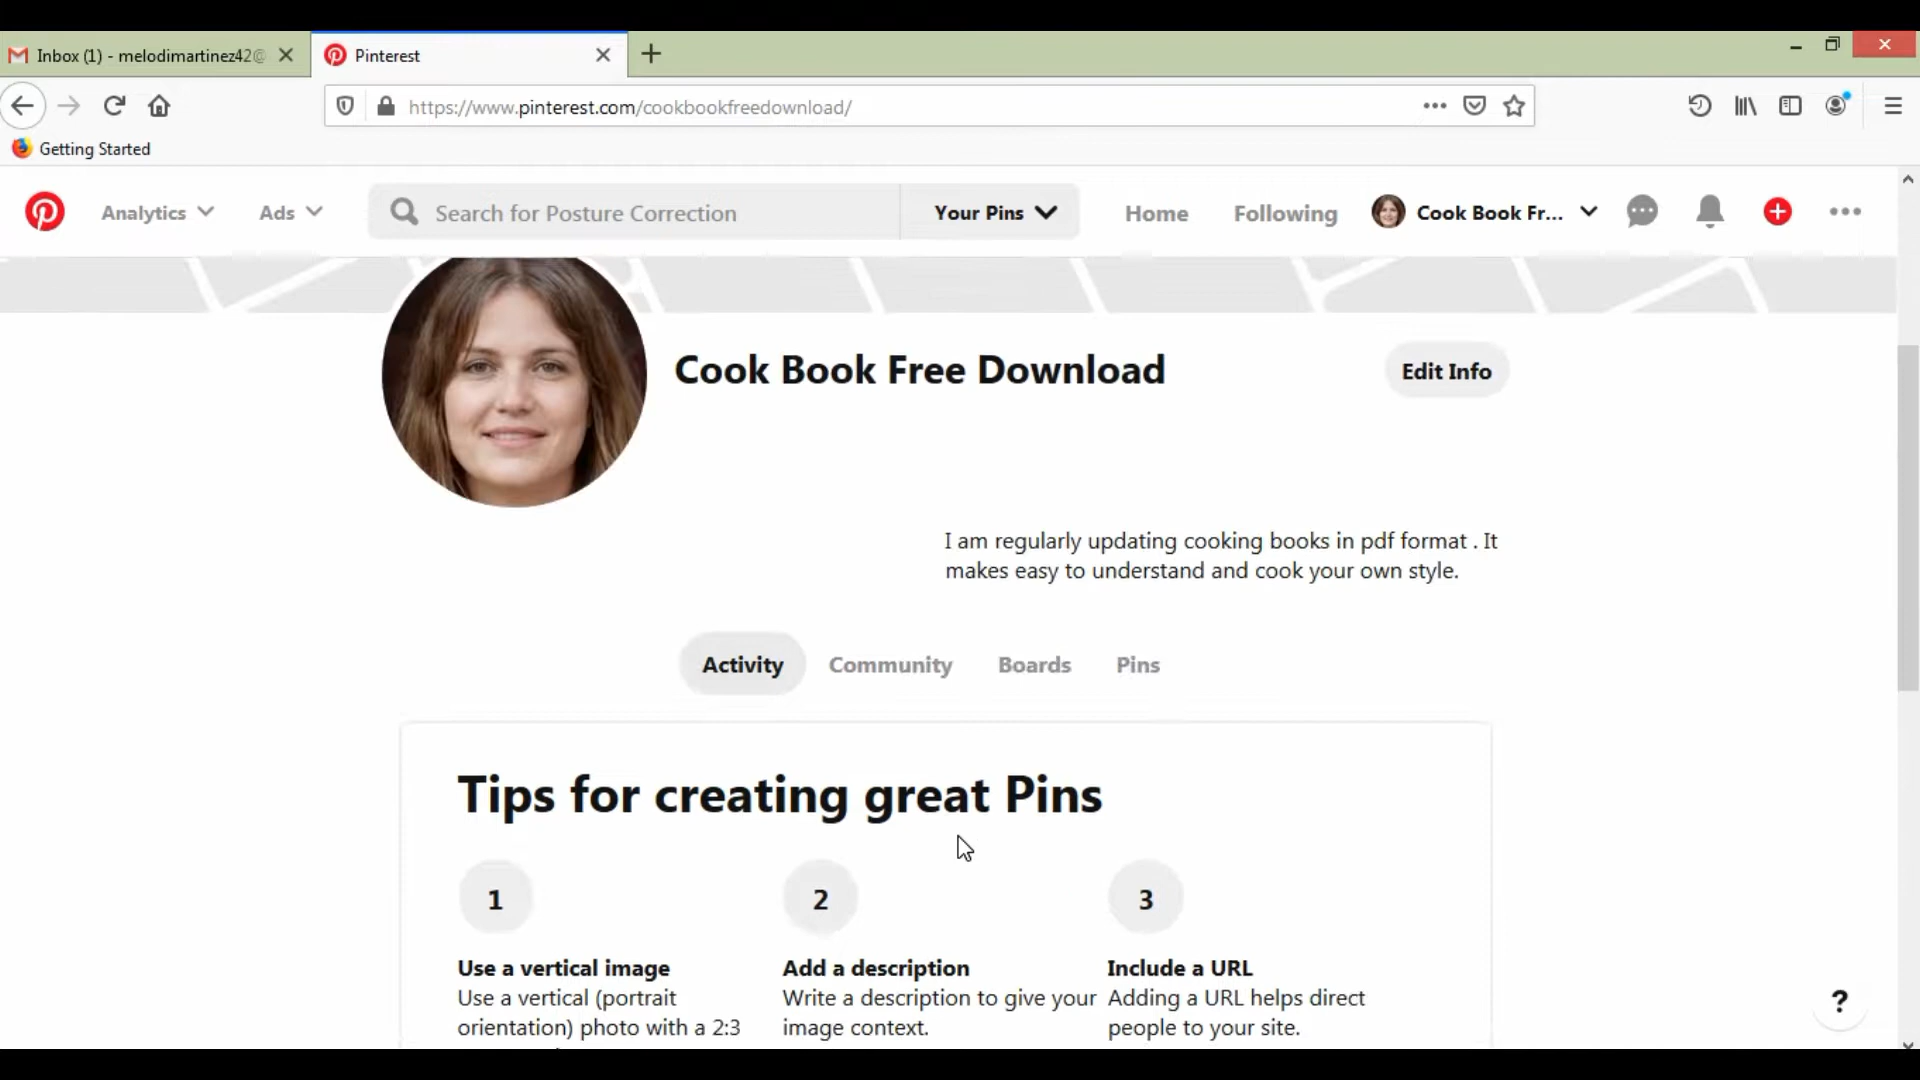 Inbox (1) - melodimartinez42@
Pinterest
https://www.pinterest.com/cookbookfreedownload/
Getting Started
Analytics
Ads
Search for Posture Correction
Your Pins
Home
Following
Cook Book Fr...
Cook Book Free Download
Edit Info
I am regularly updating cooking books in pdf format . It
makes easy to understand and cook your own style.
Activity
Community
Boards
Pins
Tips for creating great Pins
1
2
3
Use a vertical image
Add a description
Include a URL
Use a vertical (portrait
Write a description to give your
Adding a URL helps direct
orientation) photo with a 2:3
image context.
people to your site.
?